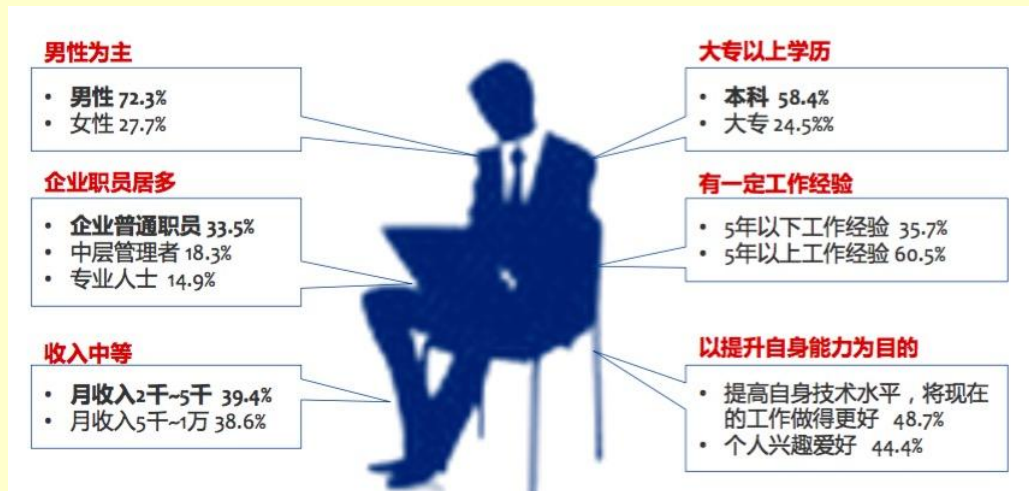 男性为主
• 男性 72.3%
• 女性 27.7%
企业职员居多
• 企业普通职员 33.5%
• 中层管理者 18.3%
• 专业人士 14.9%
收入中等
• 月收入2千~5千 39.4%
• 月收入5千~1万 38.6%
大专以上学历
• 本科 58.4%
• 大专 24.5%%
有一定工作经验
• 5年以下工作经验 35.7%
• 5年以上工作经验 60.5%
以提升自身能力为目的
• 提高自身技术水平，将现在
的工作做得更好 48.7%
• 个人兴趣爱好 44.4%